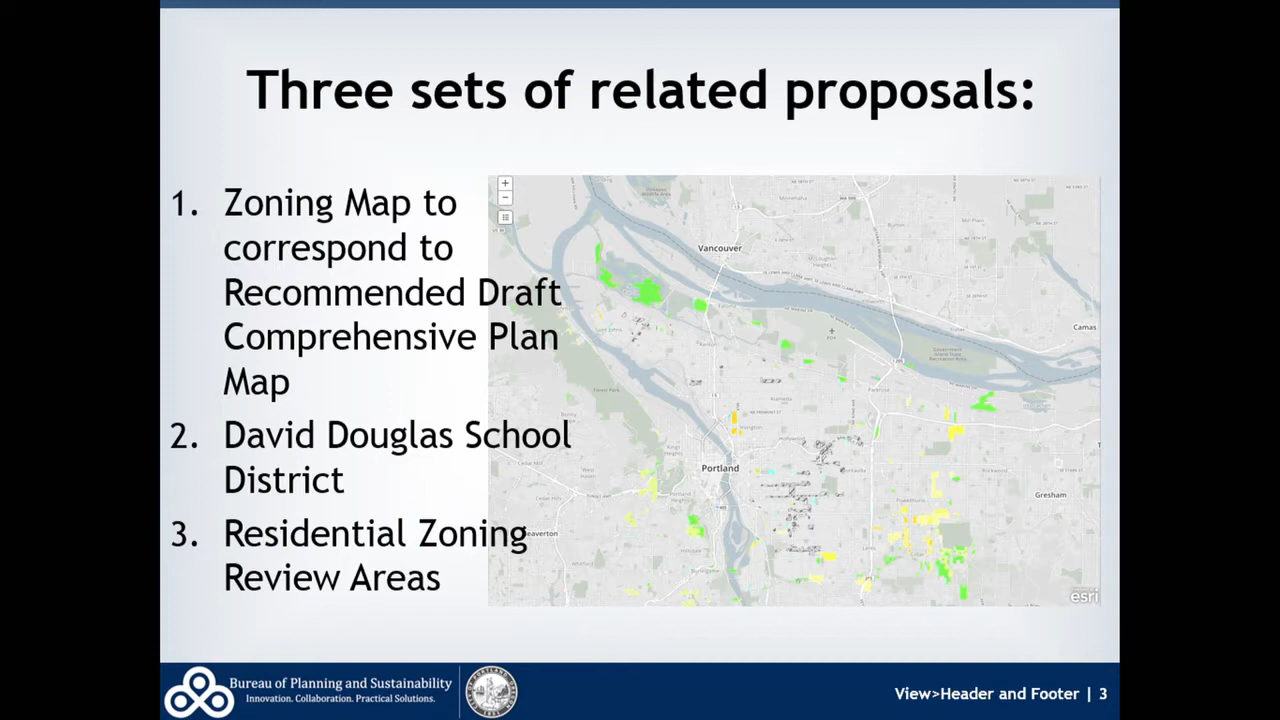 Three sets of related proposals:
1. Zoning Map to
correspond to
Recommended Draft
Comprehensive Plan
Map
2. David Douglas School
District
3. Residential Zoning
Review Areas
Vancouver
Camas
Portland
Gresham
Beaverton
esri
Bureau of Planning and Sustainability
Innovation. Collaboration. Practical Solutions.
View>Header and Footer | 3